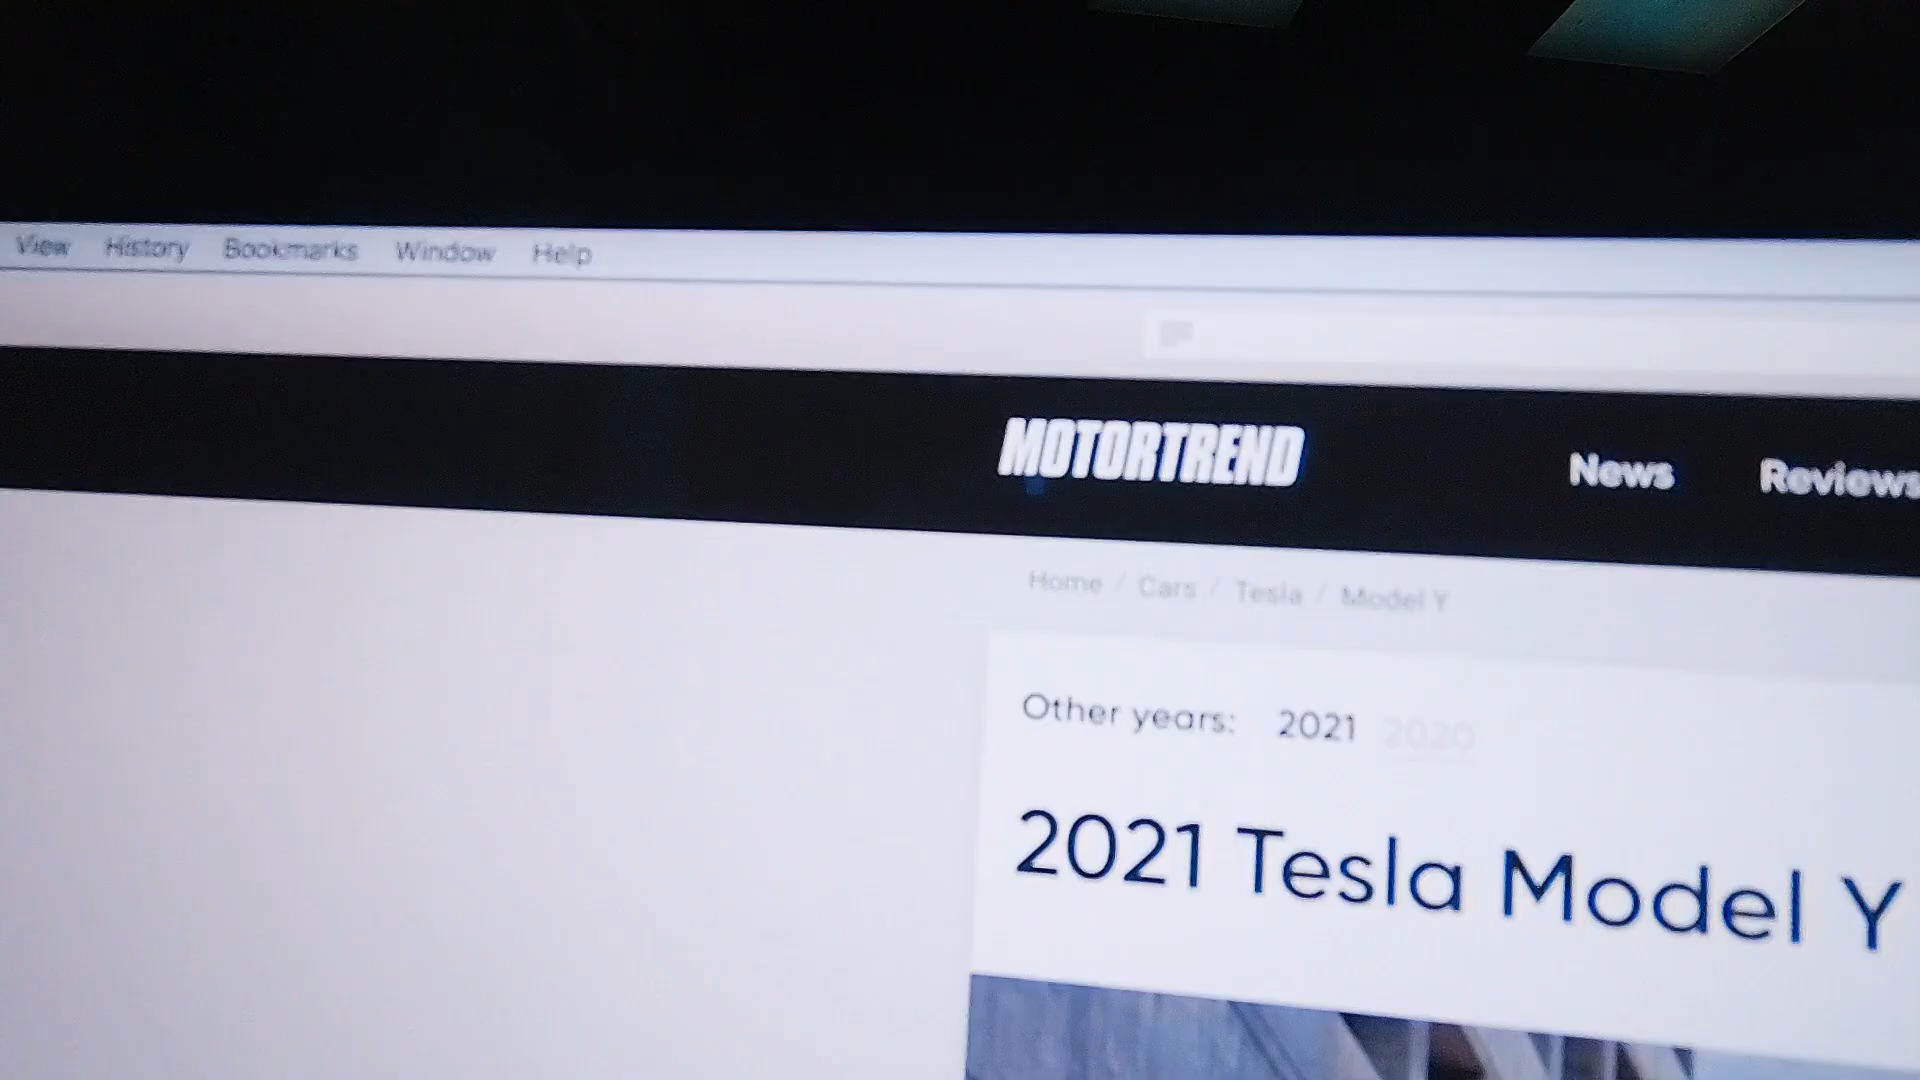 View History Bookmarks Window Help
MOTORTREND News Reviews
Home / Cars / Tesla / Model Y
Other years: 2021 2020
2021 Tesla Model Y